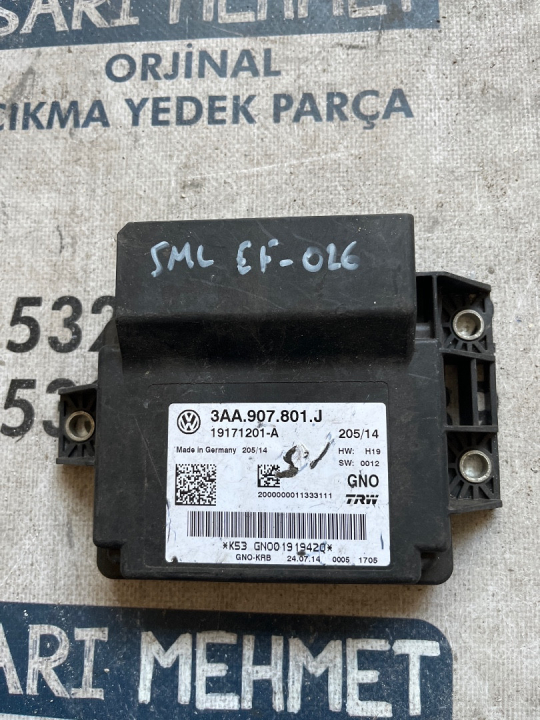 SARI MEHMET
ORJİNAL
ÇIKMA YEDEK PARÇA
532
53
SML EF-026
3AA.907.801.J
19171201-A
205/14
Made in Germany 205/14
HW: H19
SW: 0012
GNO
2000000011333111
TRW
*K53 GNO01919420*
GNO-KRB 24.07.14 0005 1705
SARI MEHMET